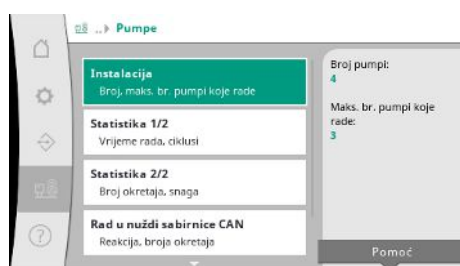 ..▶ Pumpe
Instalacija
Broj, maks. br. pumpi koje rade
Statistika 1/2
Vrijeme rada, ciklusi
Statistika 2/2
Broj okretaja, snaga
Rad u nuždi sabirnice CAN
Reakcija, broja okretaja
Broj pumpi:
4
Maks. br. pumpi koje
rade:
3
Pomoć